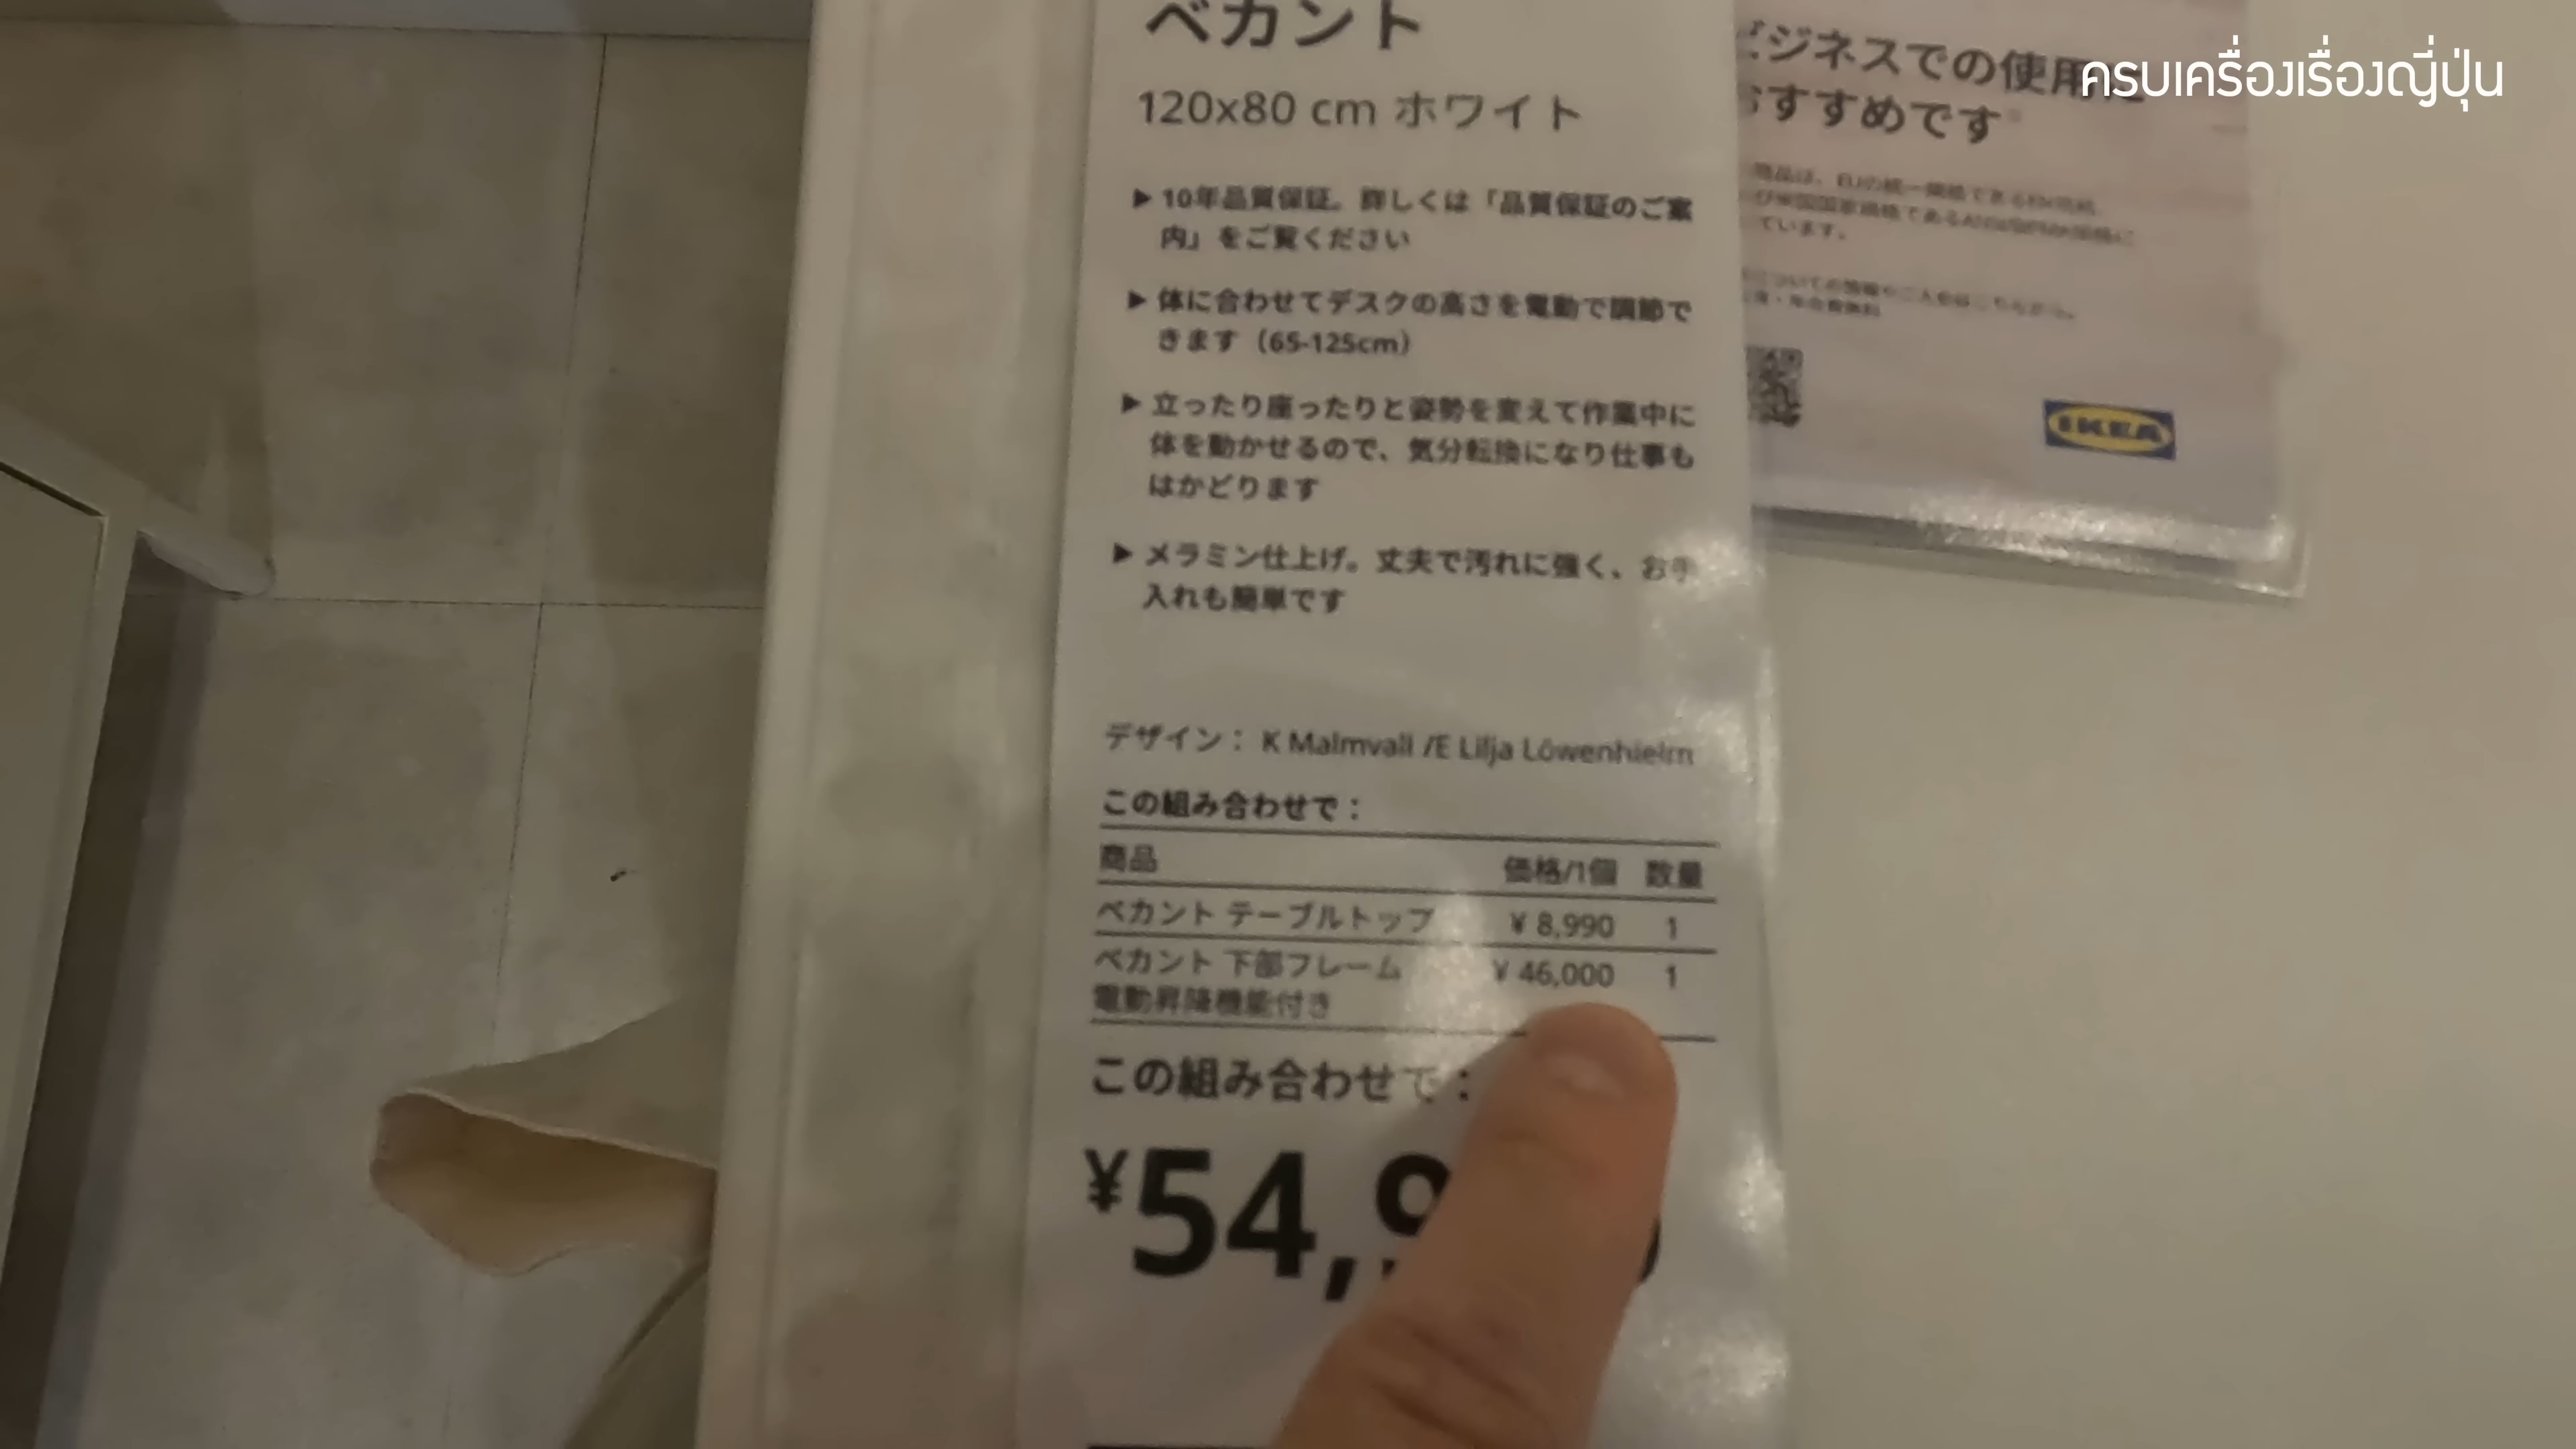 ครบเครื่องเรื่องญี่ปุ่น
ベカント
120x80 cm ホワイト
▶ 10年品質保証。詳しくは「品質保証のご案
内」をご覧ください
▶ 体に合わせてデスクの高さを電動で調節で
きます（65-125cm）
▶ 立ったり座ったりと姿勢を変えて作業中に
体を動かせるので、気分転換になり仕事も
はかどります
▶ メラミン仕上げ。丈夫で汚れに強く、お手
入れも簡単です
デザイン： K Malmvall /E Lilja Löwenhielm
この組み合わせで：
商品 価格/1個 数量
ベカント テーブルトップ ¥ 8,990 1
ベカント 下部フレーム ¥ 46,000 1
電動昇降機能付き
この組み合わせで：
¥54,9
ビジネスでの使用に
おすすめです
ています。
IKEA